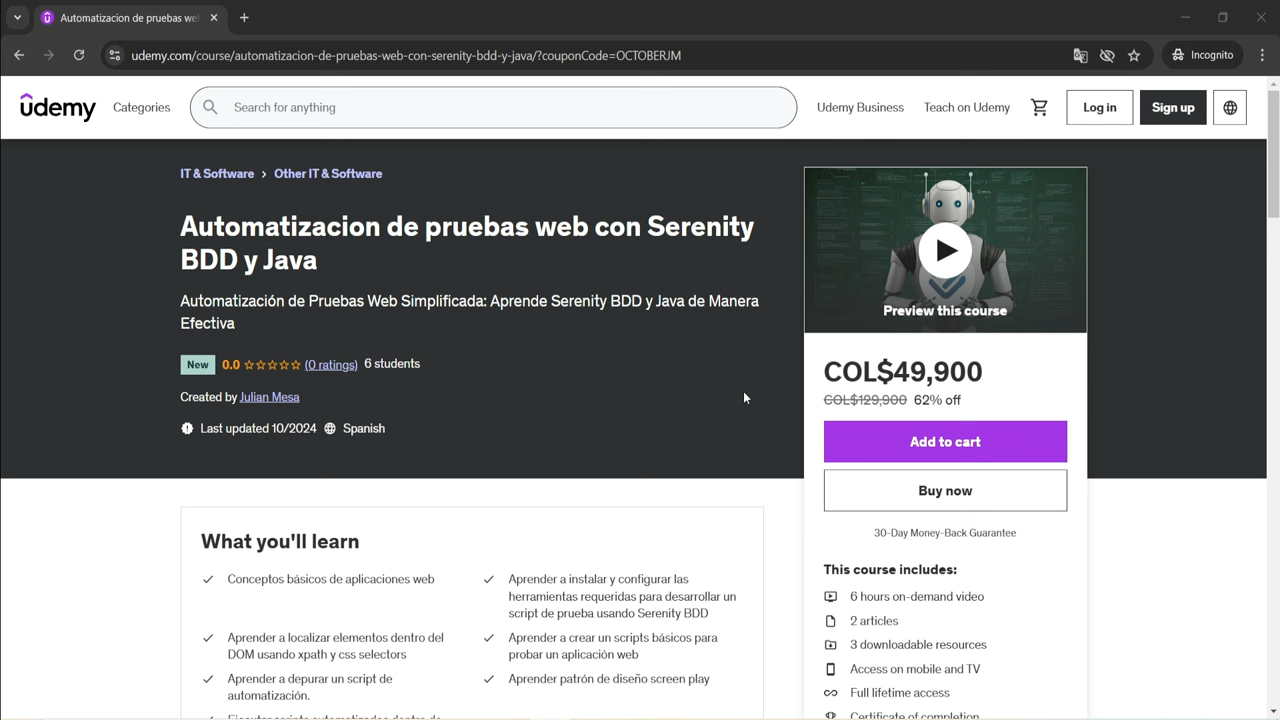 Automatizacion de pruebas we
udemy.com/course/automatizacion-de-pruebas-web-con-serenity-bdd-y-java/?couponCode=OCTOBERJM
Incognito
ûdemy
Categories
Search for anything
Udemy Business
Teach on Udemy
Log in
Sign up
IT & Software > Other IT & Software
Automatizacion de pruebas web con Serenity
BDD y Java
Automatización de Pruebas Web Simplificada: Aprende Serenity BDD y Java de Manera
Efectiva
New 0.0 (0 ratings) 6 students
Created by Julian Mesa
Last updated 10/2024 Spanish
Preview this course
COL$49,900
COL$129,900 62% off
Add to cart
Buy now
30-Day Money-Back Guarantee
This course includes:
6 hours on-demand video
2 articles
3 downloadable resources
Access on mobile and TV
Full lifetime access
Certificate of completion
What you'll learn
Conceptos básicos de aplicaciones web
Aprender a instalar y configurar las
herramientas requeridas para desarrollar un
script de prueba usando Serenity BDD
Aprender a localizar elementos dentro del
DOM usando xpath y css selectors
Aprender a crear un scripts básicos para
probar un aplicación web
Aprender a depurar un script de
automatización.
Aprender patrón de diseño screen play
Ejecutar scripts automatizados dentro de